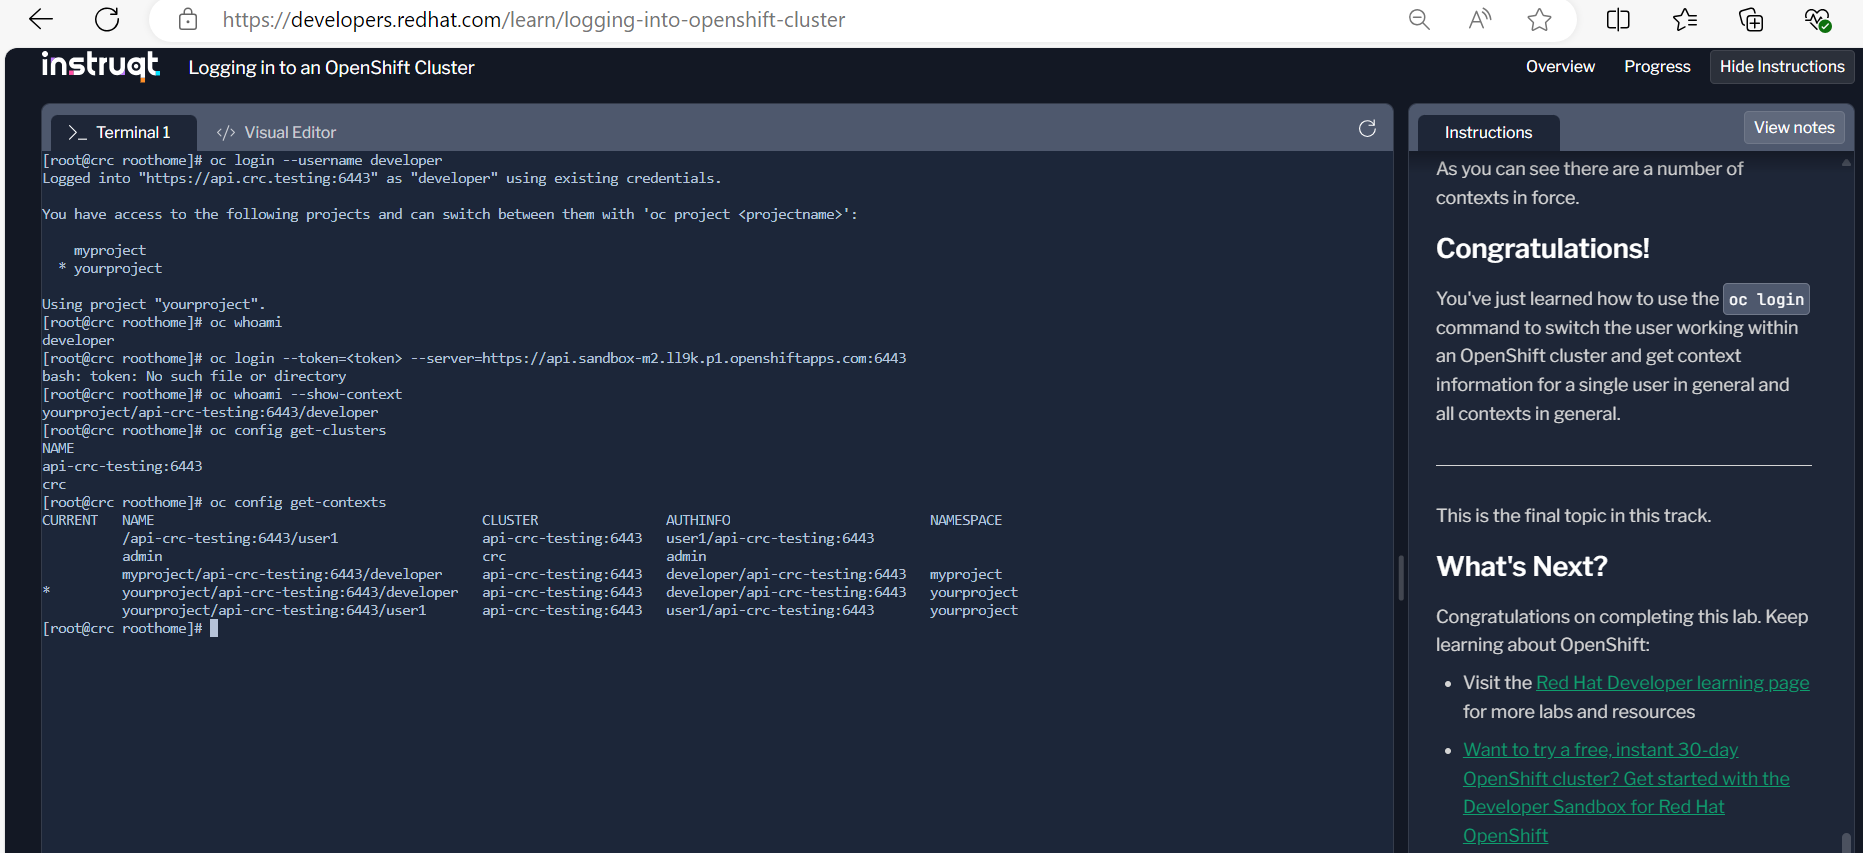 https://developers.redhat.com/learn/logging-into-openshift-cluster
instruqt Logging in to an OpenShift Cluster
Overview Progress Hide Instructions
>_ Terminal 1 </> Visual Editor
[root@crc roothome]# oc login --username developer
Logged into "https://api.crc.testing:6443" as "developer" using existing credentials.
You have access to the following projects and can switch between them with 'oc project <projectname>':
myproject
* yourproject
Using project "yourproject".
[root@crc roothome]# oc whoami
developer
[root@crc roothome]# oc login --token=<token> --server=https://api.sandbox-m2.ll9k.p1.openshiftapps.com:6443
bash: token: No such file or directory
[root@crc roothome]# oc whoami --show-context
yourproject/api-crc-testing:6443/developer
[root@crc roothome]# oc config get-clusters
NAME
api-crc-testing:6443
crc
[root@crc roothome]# oc config get-contexts
CURRENT NAME CLUSTER AUTHINFO NAMESPACE
/api-crc-testing:6443/user1 api-crc-testing:6443 user1/api-crc-testing:6443
admin crc admin
myproject/api-crc-testing:6443/developer api-crc-testing:6443 developer/api-crc-testing:6443 myproject
* yourproject/api-crc-testing:6443/developer api-crc-testing:6443 developer/api-crc-testing:6443 yourproject
yourproject/api-crc-testing:6443/user1 api-crc-testing:6443 user1/api-crc-testing:6443 yourproject
[root@crc roothome]#
Instructions View notes
As you can see there are a number of
contexts in force.
Congratulations!
You've just learned how to use the oc login
command to switch the user working within
an OpenShift cluster and get context
information for a single user in general and
all contexts in general.
This is the final topic in this track.
What's Next?
Congratulations on completing this lab. Keep
learning about OpenShift:
• Visit the Red Hat Developer learning page
for more labs and resources
• Want to try a free, instant 30-day
OpenShift cluster? Get started with the
Developer Sandbox for Red Hat
OpenShift